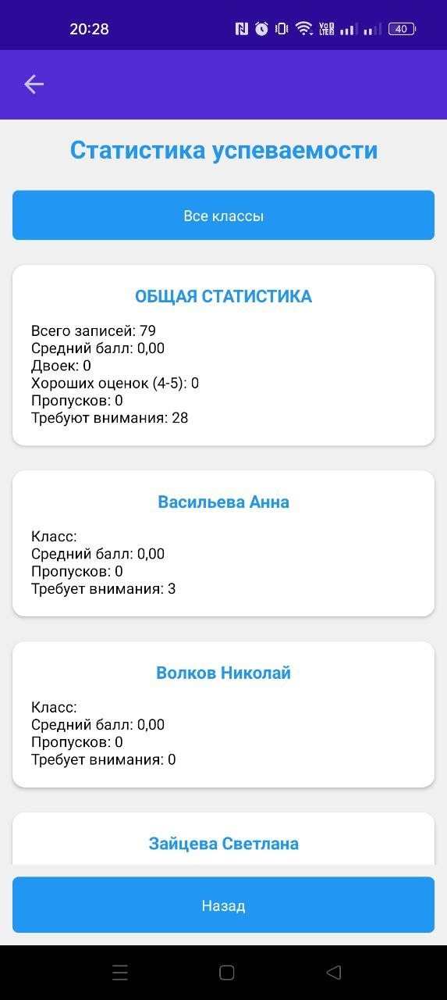 20:28
Vo) LTE2
40
Статистика успеваемости
Все классы
ОБЩАЯ СТАТИСТИКА
Всего записей: 79
Средний балл: 0,00
Двоек: 0
Хороших оценок (4-5): 0
Пропусков: 0
Требуют внимания: 28
Васильева Анна
Класс:
Средний балл: 0,00
Пропусков: 0
Требует внимания: 3
Волков Николай
Класс:
Средний балл: 0,00
Пропусков: 0
Требует внимания: 0
Зайцева Светлана
Назад